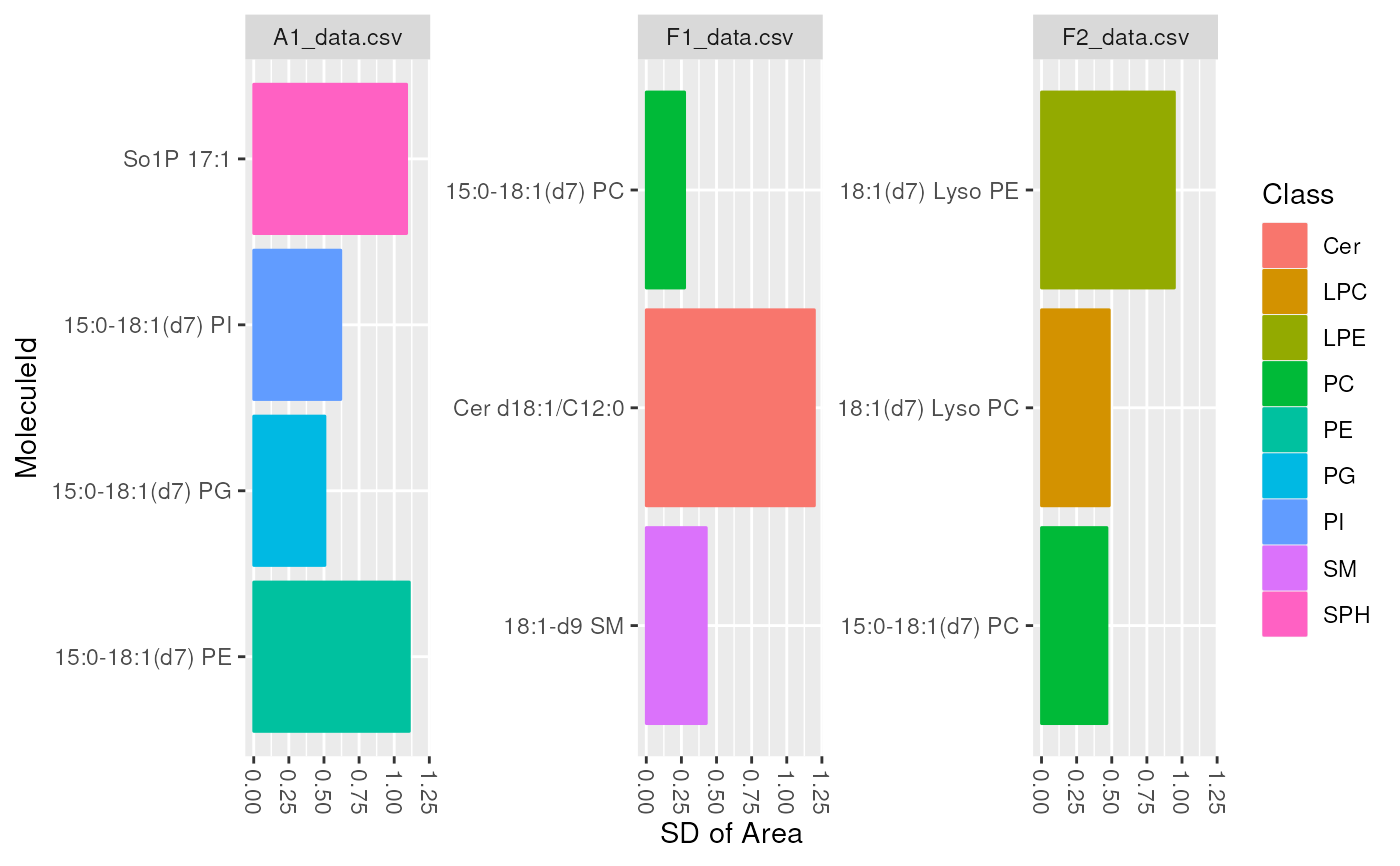 A1_data.csv
F1_data.csv
F2_data.csv
MoleculeId
So1P 17:1
15:0-18:1(d7) PI
15:0-18:1(d7) PG
15:0-18:1(d7) PE
15:0-18:1(d7) PC
Cer d18:1/C12:0
18:1-d9 SM
18:1(d7) Lyso PE
18:1(d7) Lyso PC
15:0-18:1(d7) PC
0.00
0.25
0.50
0.75
1.00
1.25
0.00
0.25
0.50
0.75
1.00
1.25
0.00
0.25
0.50
0.75
1.00
1.25
SD of Area
Class
Cer
LPC
LPE
PC
PE
PG
PI
SM
SPH